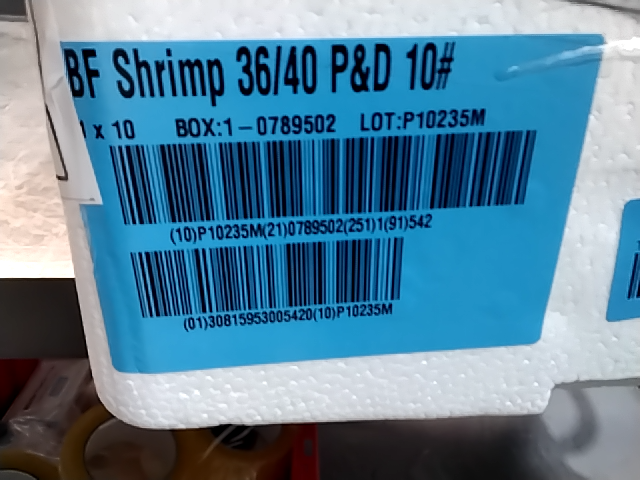 BF Shrimp 36/40 P&D 10#
1 x 10 BOX:1-0789502 LOT:P10235M
(10)P10235M(21)0789502(251)1(91)542
(01)30815953005420(10)P10235M